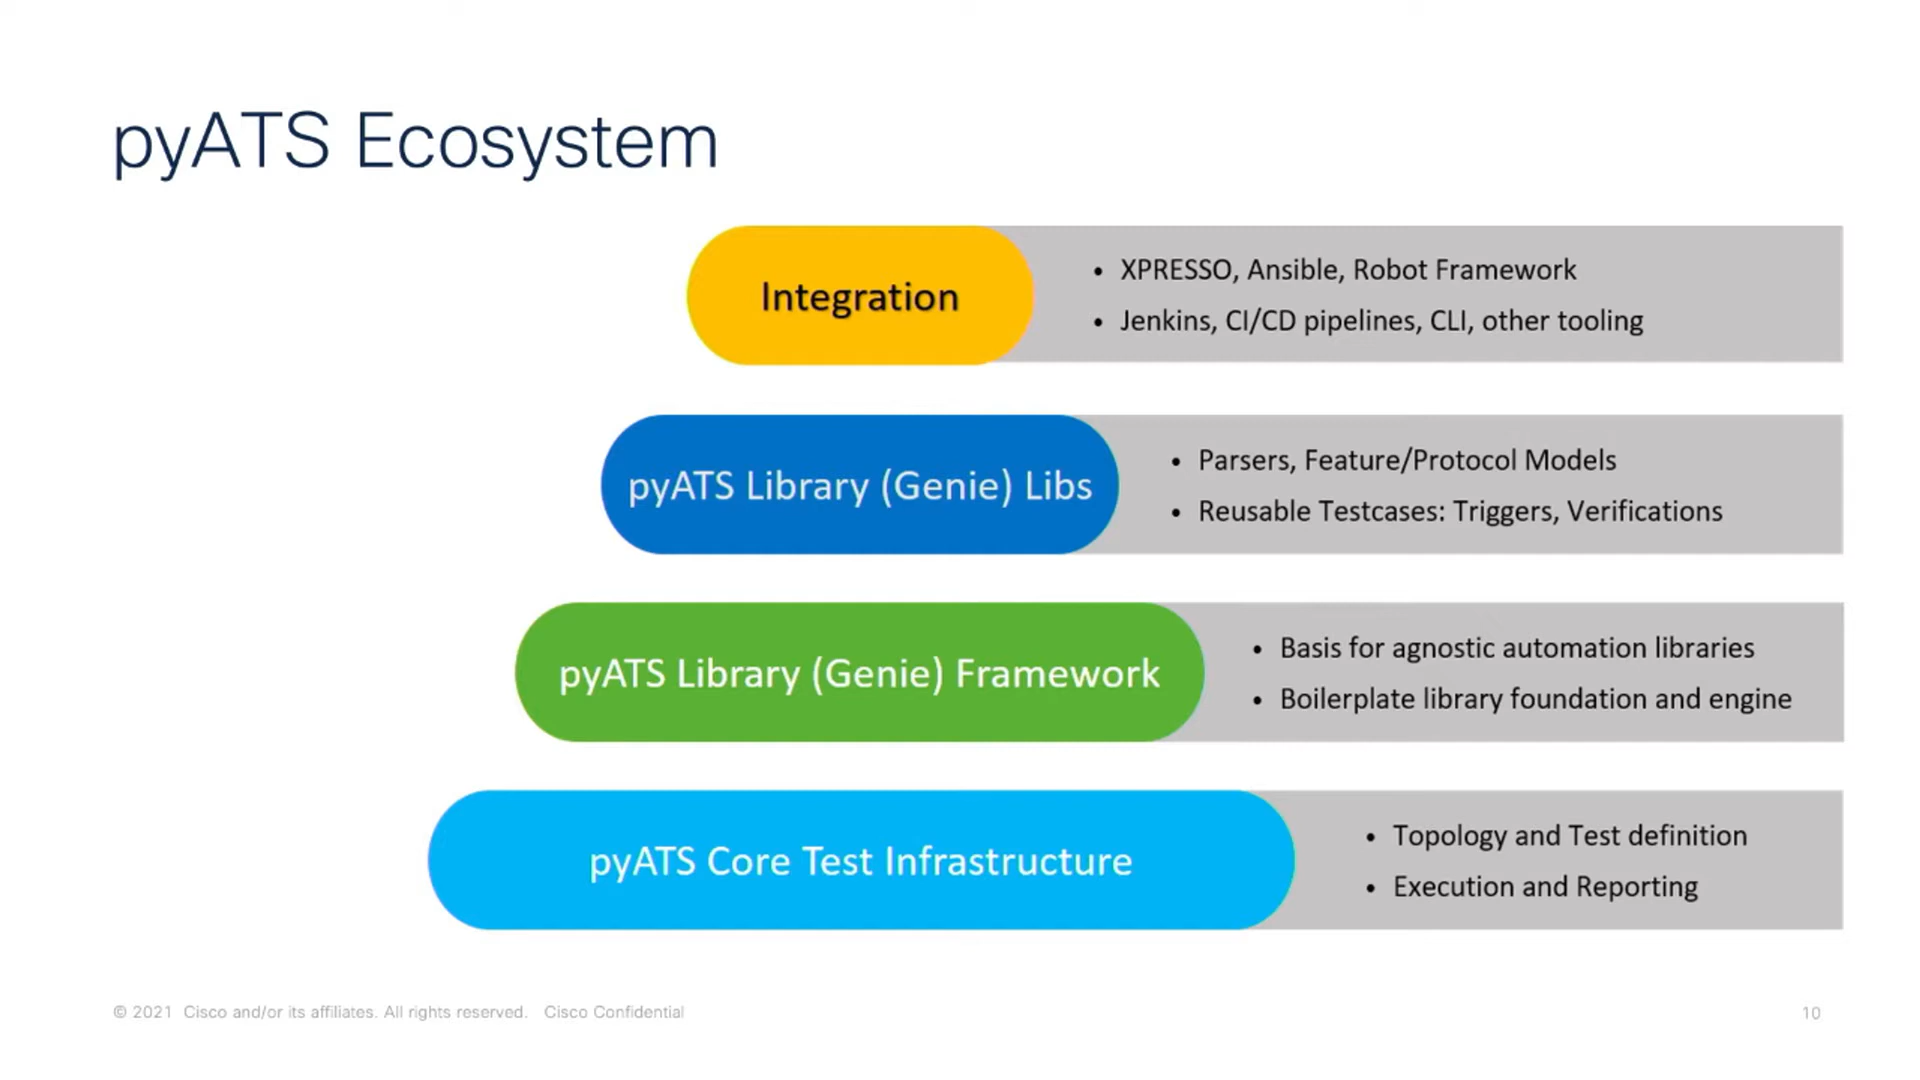 pyATS Ecosystem
Integration
• XPRESSO, Ansible, Robot Framework
• Jenkins, CI/CD pipelines, CLI, other tooling
pyATS Library (Genie) Libs
• Parsers, Feature/Protocol Models
• Reusable Testcases: Triggers, Verifications
pyATS Library (Genie) Framework
• Basis for agnostic automation libraries
• Boilerplate library foundation and engine
pyATS Core Test Infrastructure
• Topology and Test definition
• Execution and Reporting
© 2021 Cisco and/or its affiliates. All rights reserved. Cisco Confidential
10